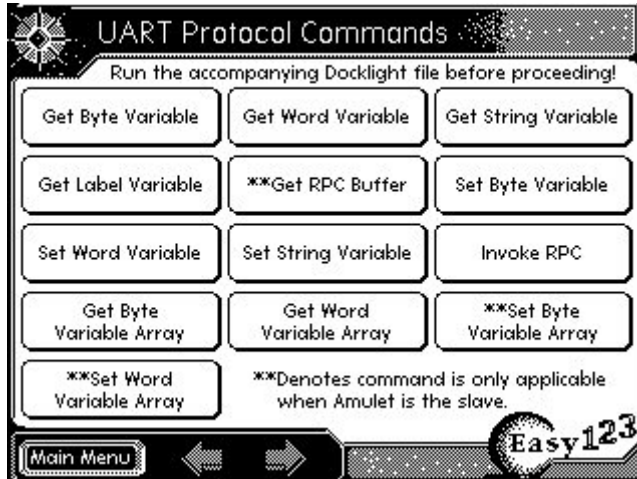 UART Protocol Commands
Run the accompanying Docklight file before proceeding!
Get Byte Variable
Get Word Variable
Get String Variable
Get Label Variable
**Get RPC Buffer
Set Byte Variable
Set Word Variable
Set String Variable
Invoke RPC
Get Byte
Variable Array
Get Word
Variable Array
**Set Byte
Variable Array
**Set Word
Variable Array
**Denotes command is only applicable
when Amulet is the slave.
Main Menu
Easy123